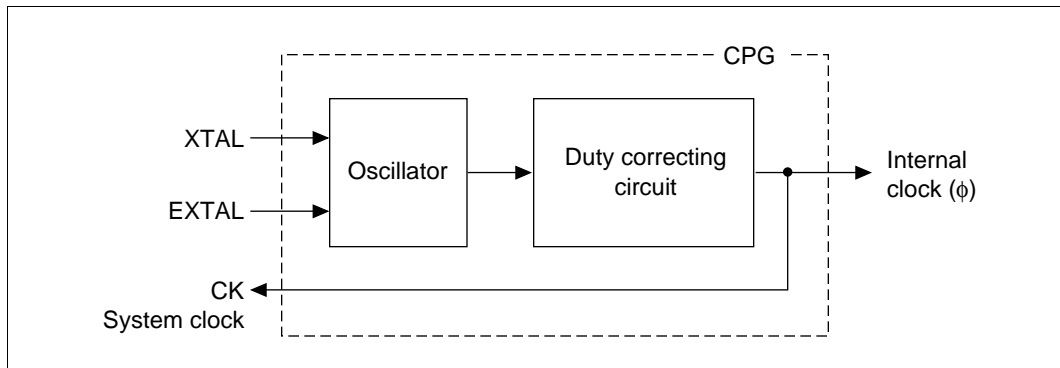 CPG
XTAL
EXTAL
Oscillator
Duty correcting
circuit
Internal
clock (ϕ)
CK
System clock